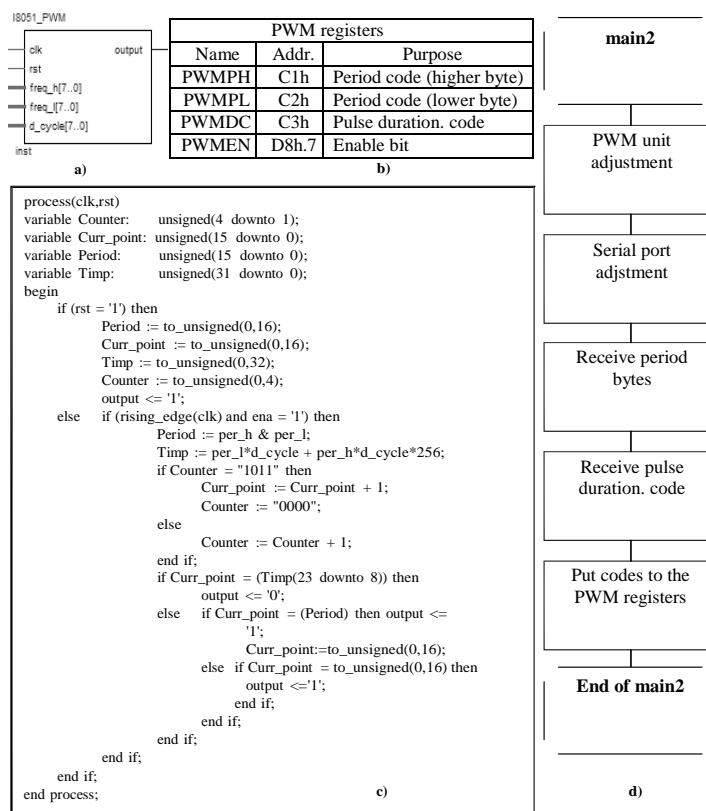 I8051_PWM
clk output
rst
freq_h[7..0]
freq_l[7..0]
d_cycle[7..0]
inst
a)
PWM registers
Name Addr. Purpose
PWMPH C1h Period code (higher byte)
PWMPL C2h Period code (lower byte)
PWMDC C3h Pulse duration. code
PWMEN D8h.7 Enable bit
b)
process(clk,rst)
variable Counter: unsigned(4 downto 1);
variable Curr_point: unsigned(15 downto 0);
variable Period: unsigned(15 downto 0);
variable Timp: unsigned(31 downto 0);
begin
if (rst = '1') then
Period := to_unsigned(0,16);
Curr_point := to_unsigned(0,16);
Timp := to_unsigned(0,32);
Counter := to_unsigned(0,4);
output <= '1';
else if (rising_edge(clk) and ena = '1') then
Period := per_h & per_l;
Timp := per_l*d_cycle + per_h*d_cycle*256;
if Counter = "1011" then
Curr_point := Curr_point + 1;
Counter := "0000";
else
Counter := Counter + 1;
end if;
if Curr_point = (Timp(23 downto 8)) then
output <= '0';
else if Curr_point = (Period) then output <=
'1';
Curr_point:=to_unsigned(0,16);
else if Curr_point = to_unsigned(0,16) then
output <='1';
end if;
end if;
end if;
end if;
end if;
end process;
c)
main2
PWM unit
adjustment
Serial port
adjstment
Receive period
bytes
Receive pulse
duration. code
Put codes to the
PWM registers
End of main2
d)